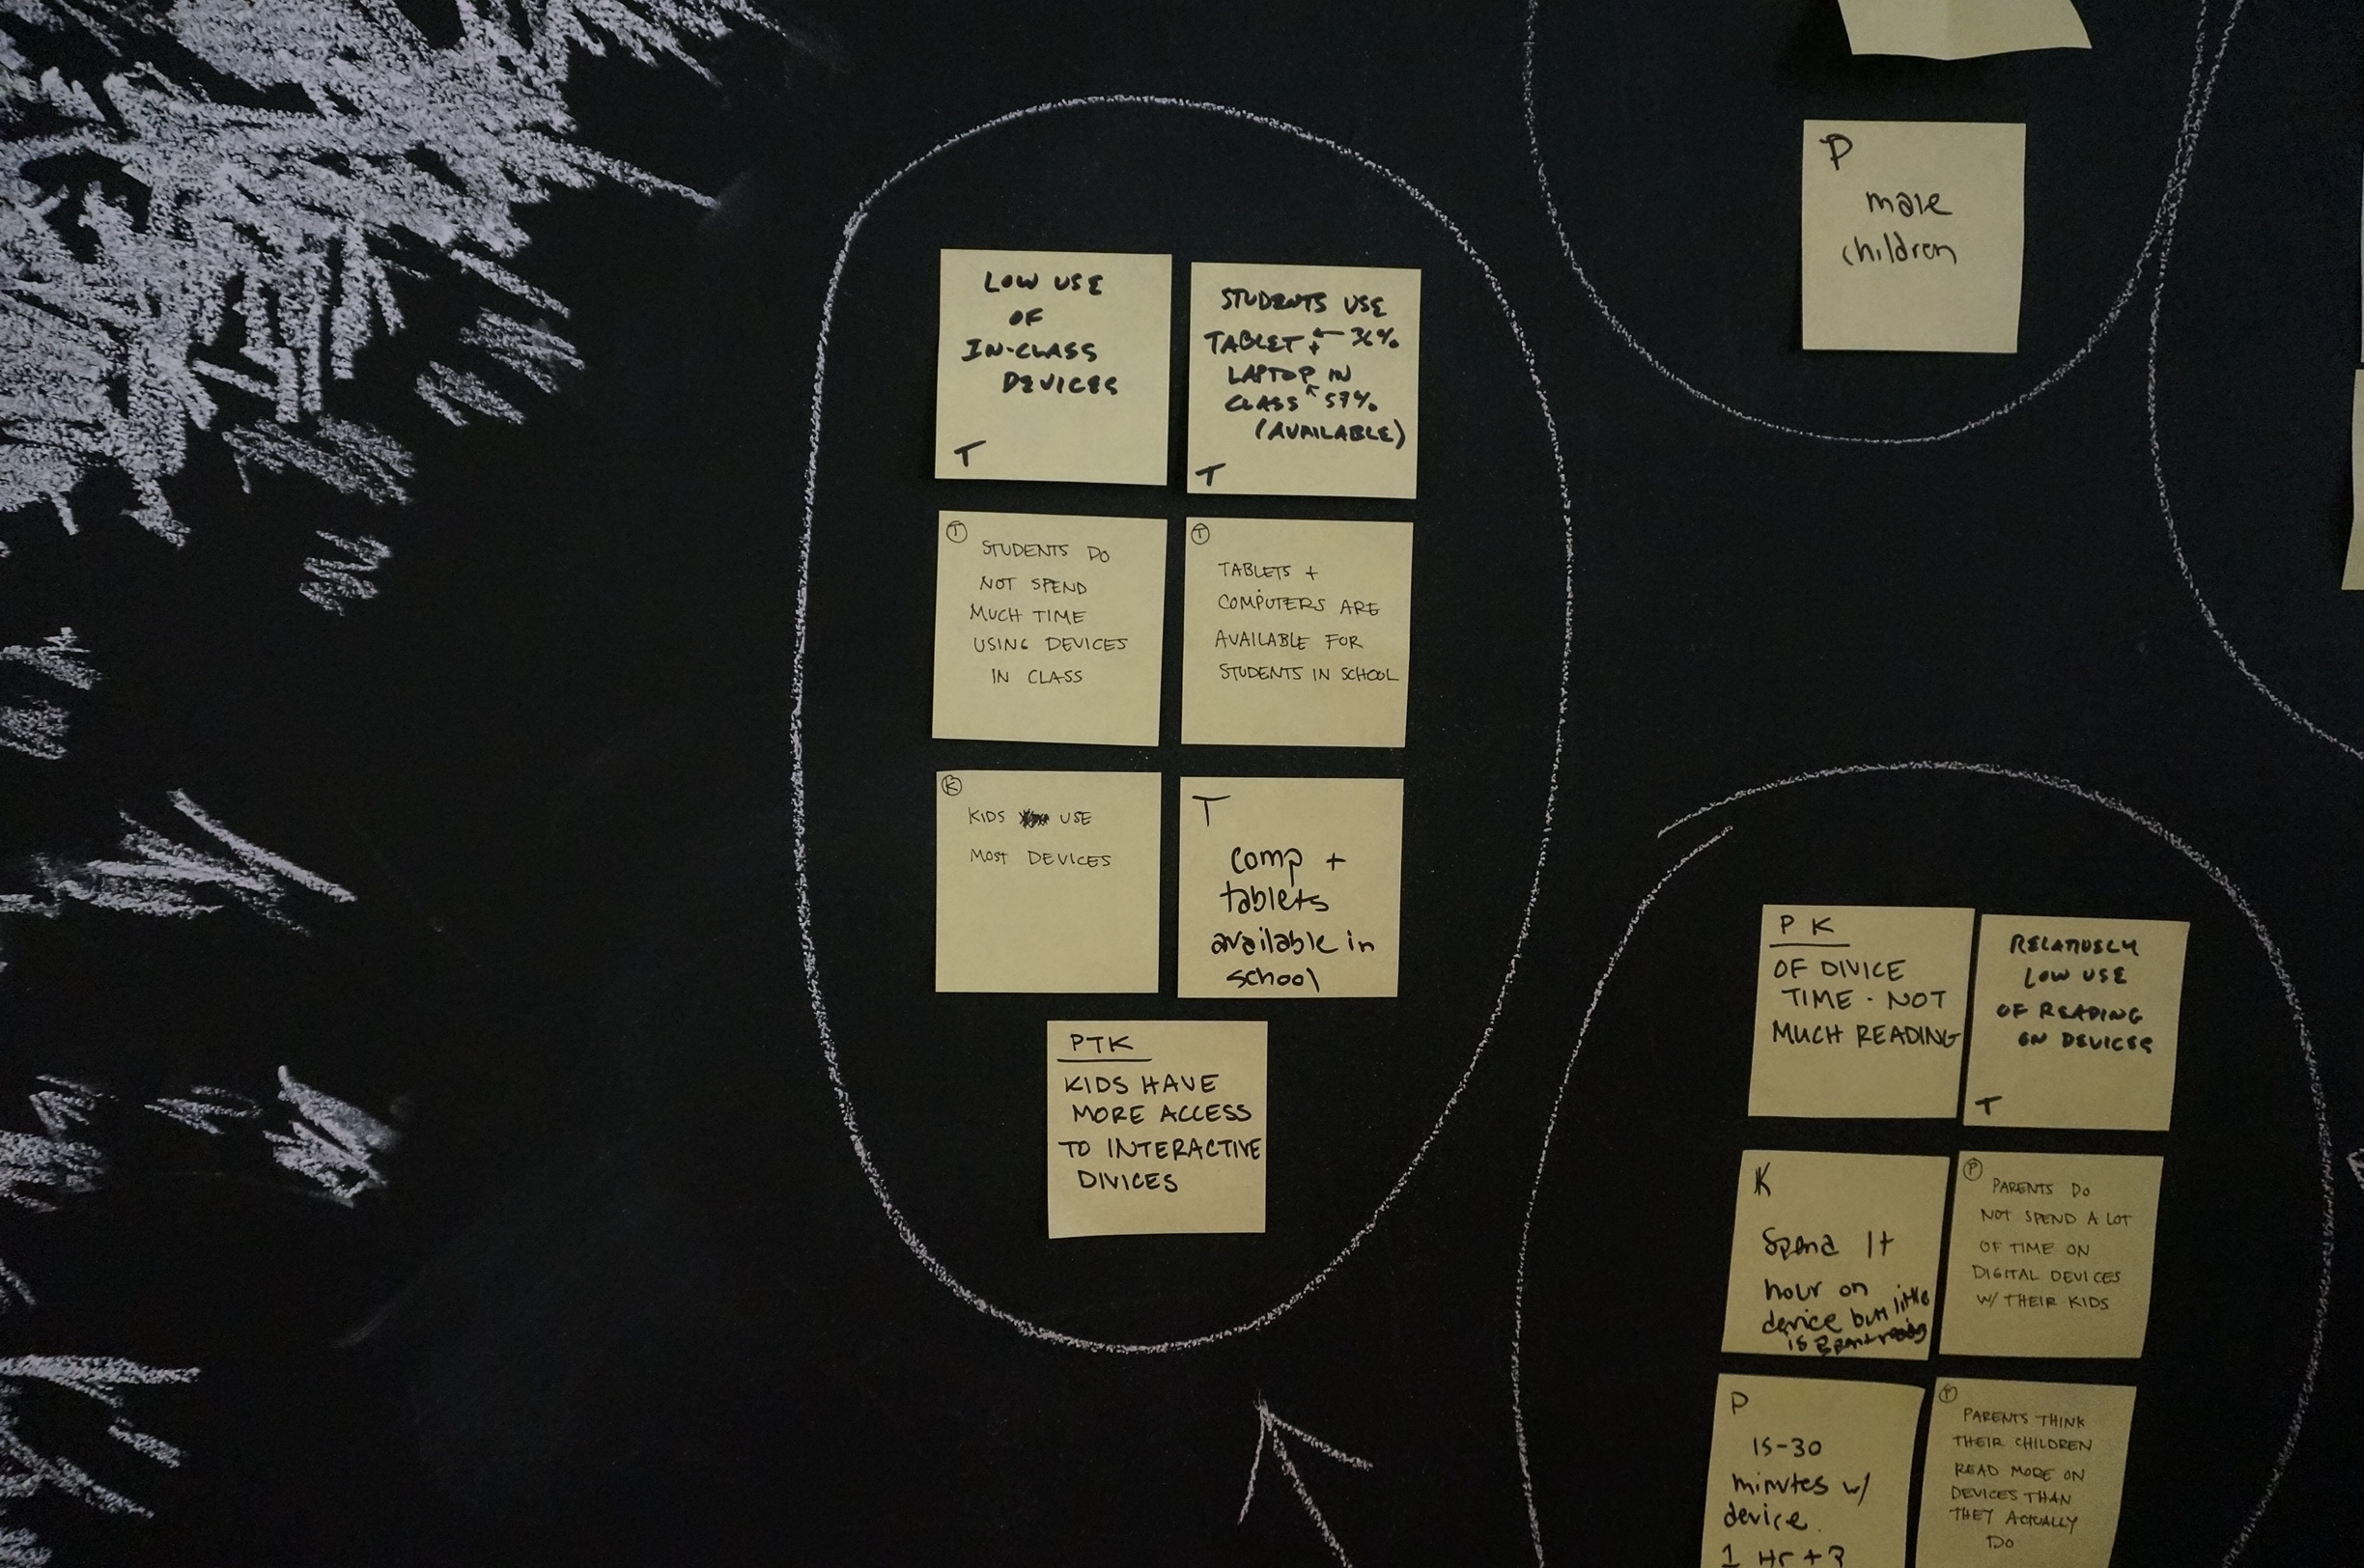 LOW USE
OF
IN-CLASS
DEVICES
T
STUDENTS USE
TABLET ← 36%
+
LAPTOP IN
CLASS 57%
(AVAILABLE)
T
T
STUDENTS DO
NOT SPEND
MUCH TIME
USING DEVICES
IN CLASS
T
TABLETS +
COMPUTERS ARE
AVAILABLE FOR
STUDENTS IN SCHOOL
K
KIDS USE
MOST DEVICES
T
comp +
tablets
available in
school
PTK
KIDS HAVE
MORE ACCESS
TO INTERACTIVE
DIVICES
P
male
children
P K
OF DIVICE
TIME - NOT
MUCH READING
RELATIVELY
LOW USE
OF READING
ON DEVICES
T
K
Spend 1+
hour on
device but little
is spent reading
P
PARENTS DO
NOT SPEND A LOT
OF TIME ON
DIGITAL DEVICES
W/ THEIR KIDS
P
15-30
minutes w/
device
1 Hr +
PARENTS THINK
THEIR CHILDREN
READ MORE ON
DEVICES THAN
THEY ACTUALLY
DO